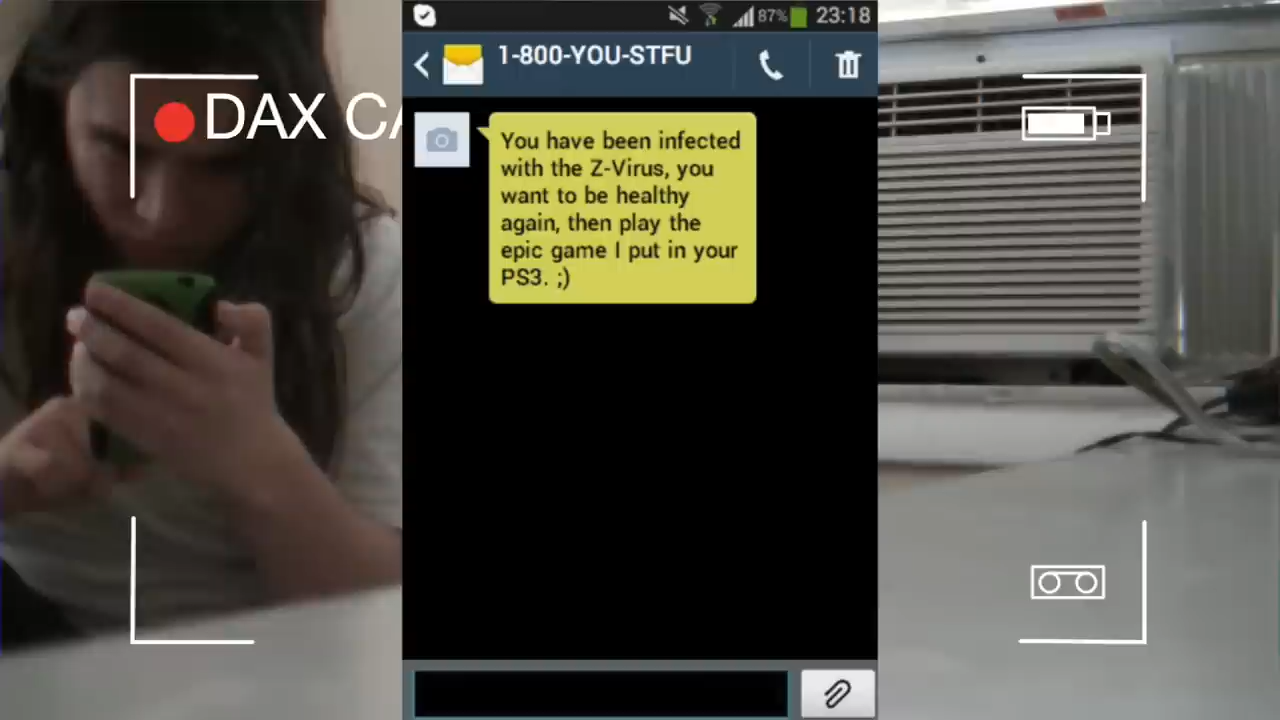 87% 23:18
1-800-YOU-STFU
DAX CA
You have been infected
with the Z-Virus, you
want to be healthy
again, then play the
epic game I put in your
PS3. ;)